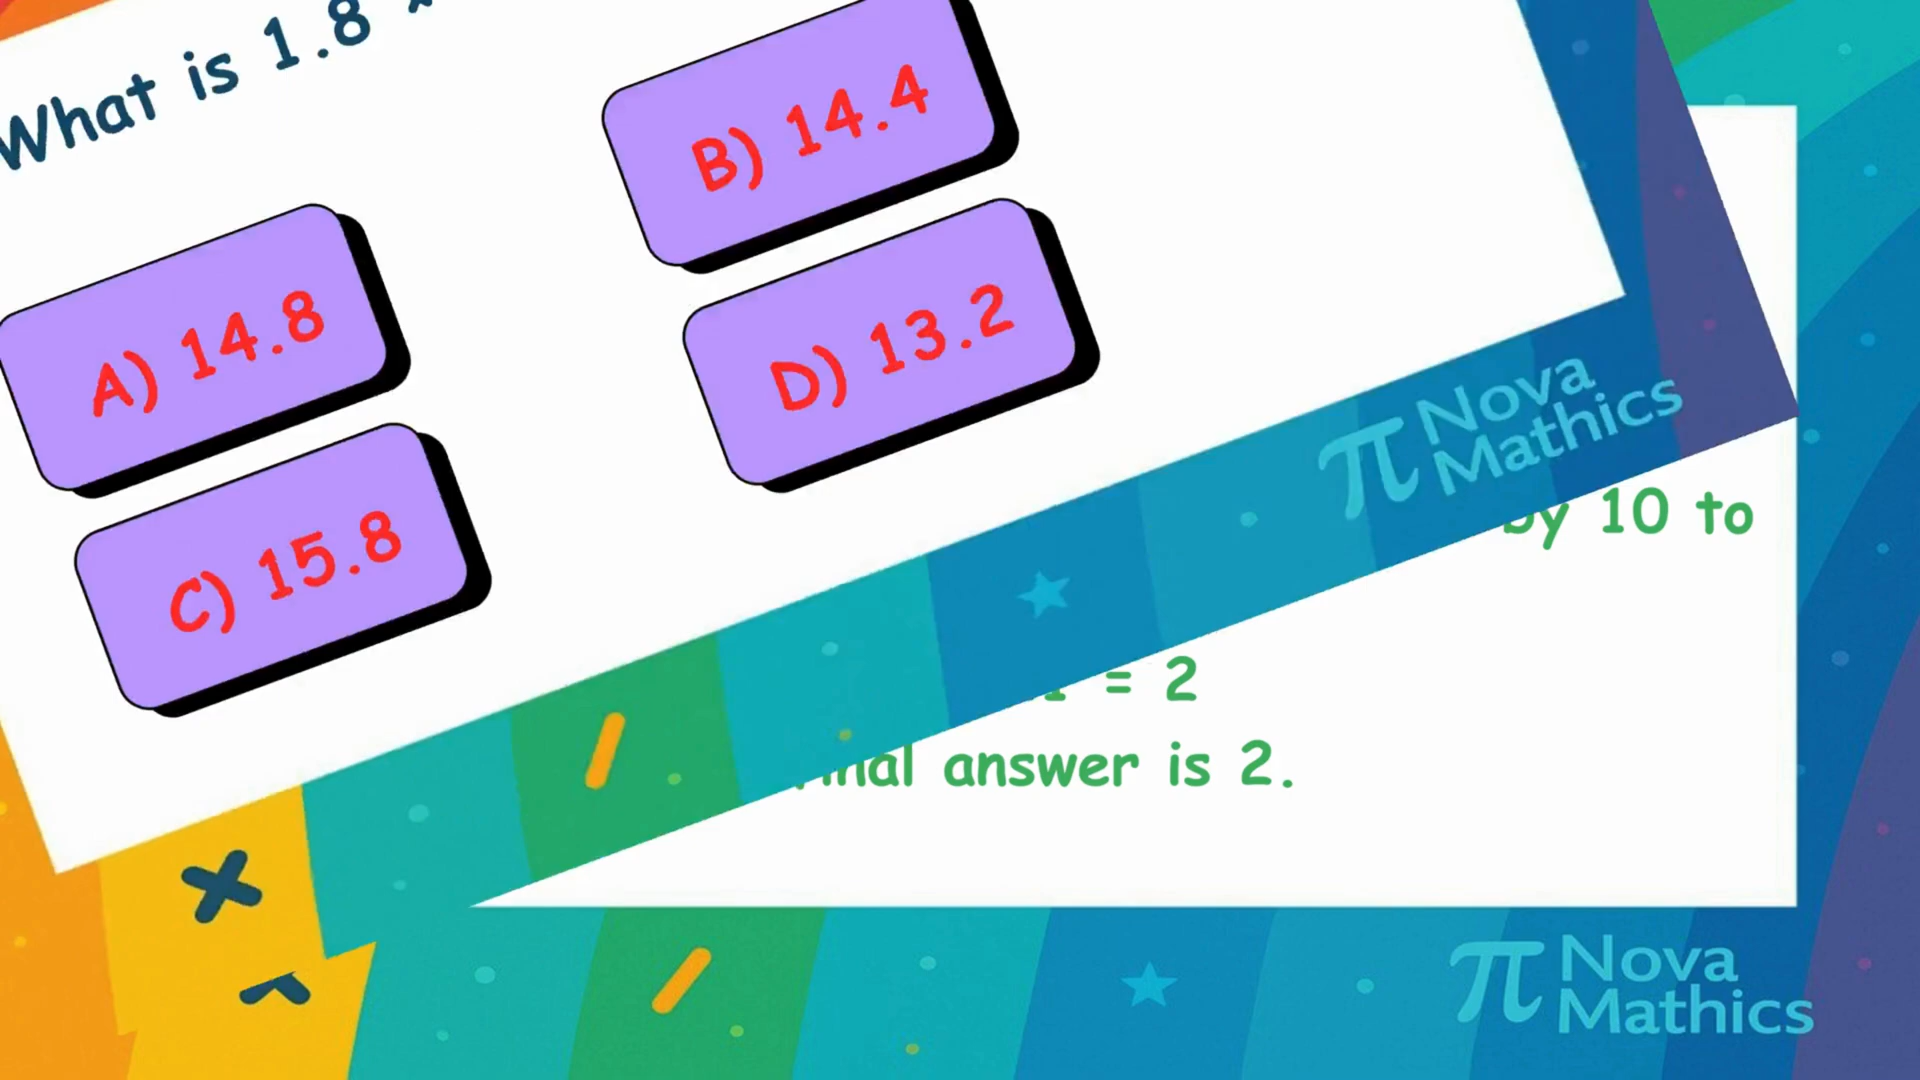 What is 1.8
B) 14.4
A) 14.8
D) 13.2
C) 15.8
π Nova
Mathics
by 10 to
= 2
answer is 2.
π Nova
Mathics